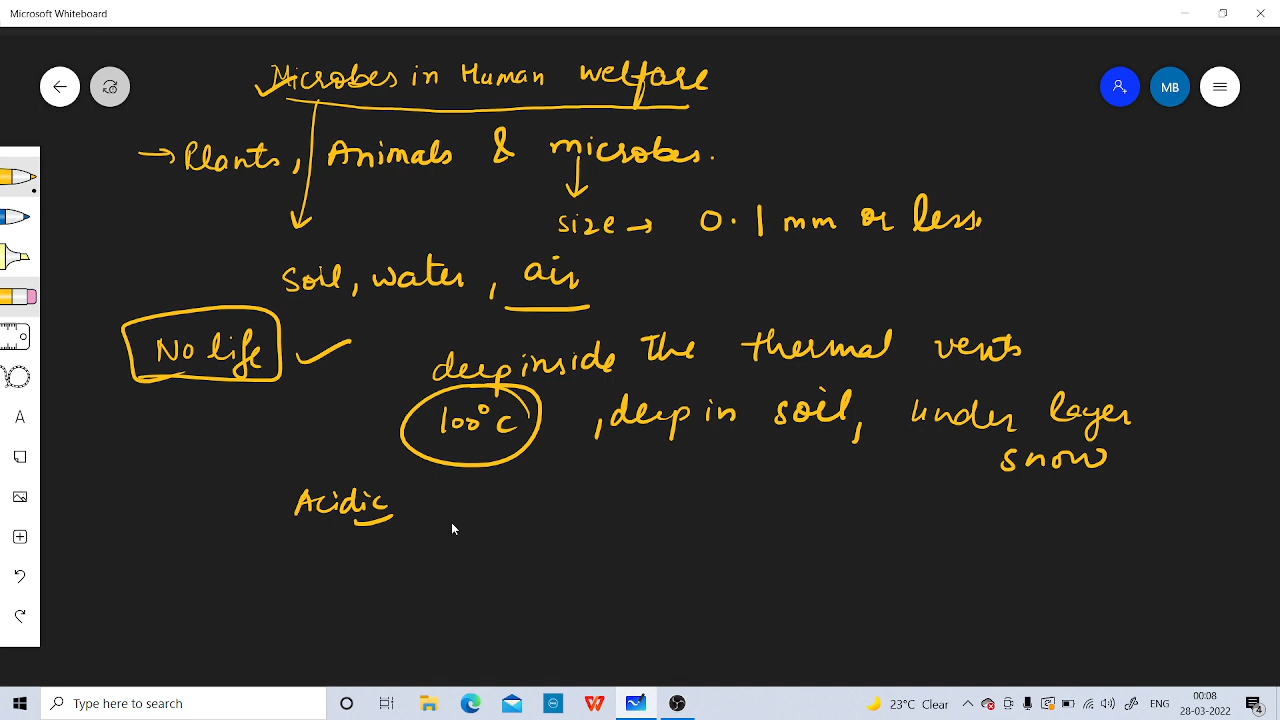 Microsoft Whiteboard
Microbes in Human welfare
MB
→ Plants, Animals & microbes.
size → 0.1 mm or less.
soil, water, air
No life
deep inside the thermal vents
100°C, deep in soil, under layer
snow
A
Acidic
Type here to search
23°C Clear
ENG
00:08
28-03-2022
4